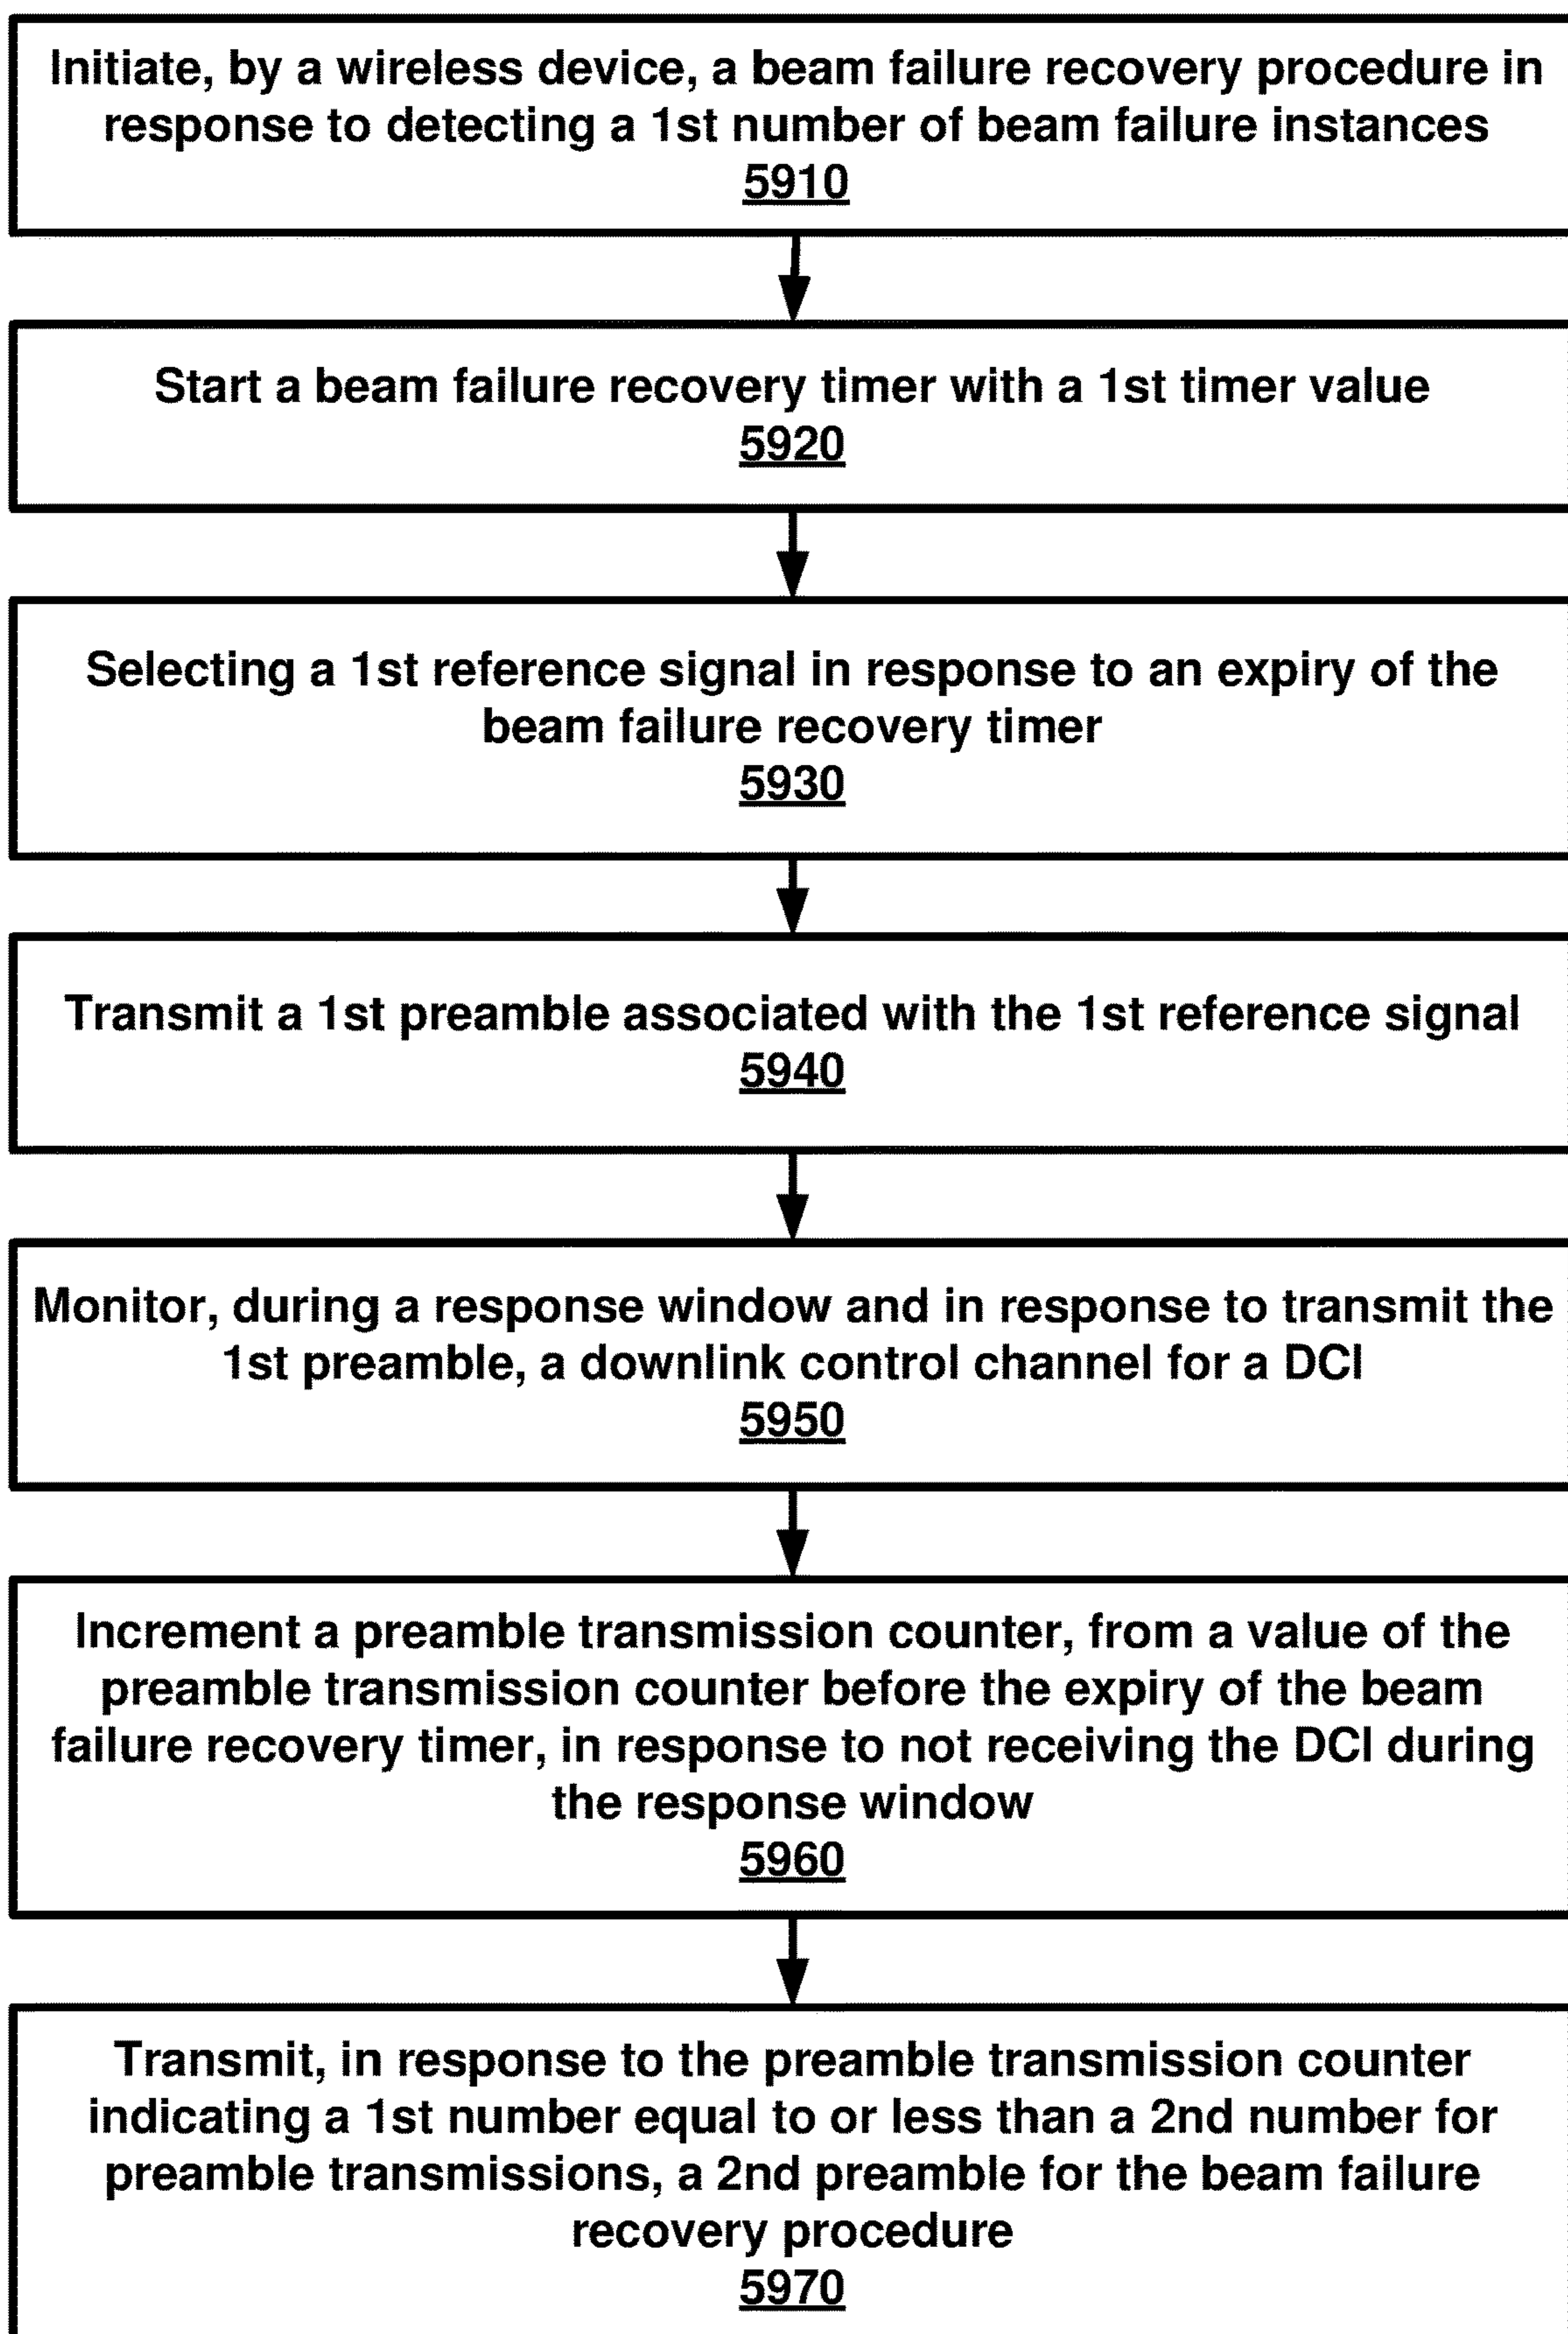 Initiate, by a wireless device, a beam failure recovery procedure in
response to detecting a 1st number of beam failure instances
5910
Start a beam failure recovery timer with a 1st timer value
5920
Selecting a 1st reference signal in response to an expiry of the
beam failure recovery timer
5930
Transmit a 1st preamble associated with the 1st reference signal
5940
Monitor, during a response window and in response to transmit the
1st preamble, a downlink control channel for a DCI
5950
Increment a preamble transmission counter, from a value of the
preamble transmission counter before the expiry of the beam
failure recovery timer, in response to not receiving the DCI during
the response window
5960
Transmit, in response to the preamble transmission counter
indicating a 1st number equal to or less than a 2nd number for
preamble transmissions, a 2nd preamble for the beam failure
recovery procedure
5970